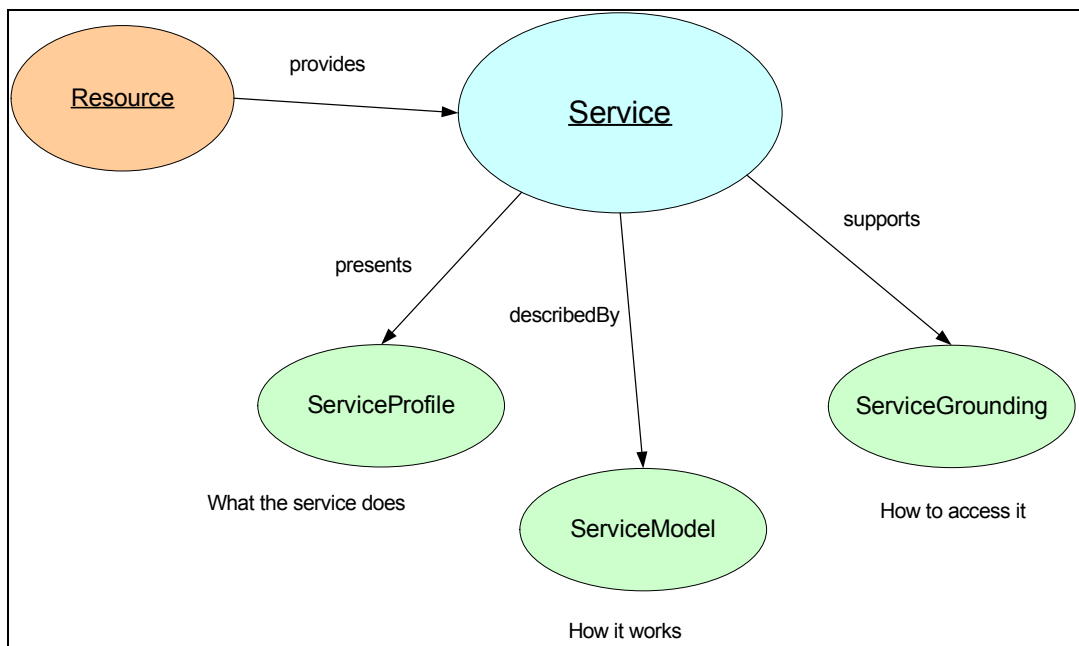 provides
Resource
Service
supports
presents
describedBy
ServiceProfile
ServiceGrounding
What the service does
How to access it
ServiceModel
How it works